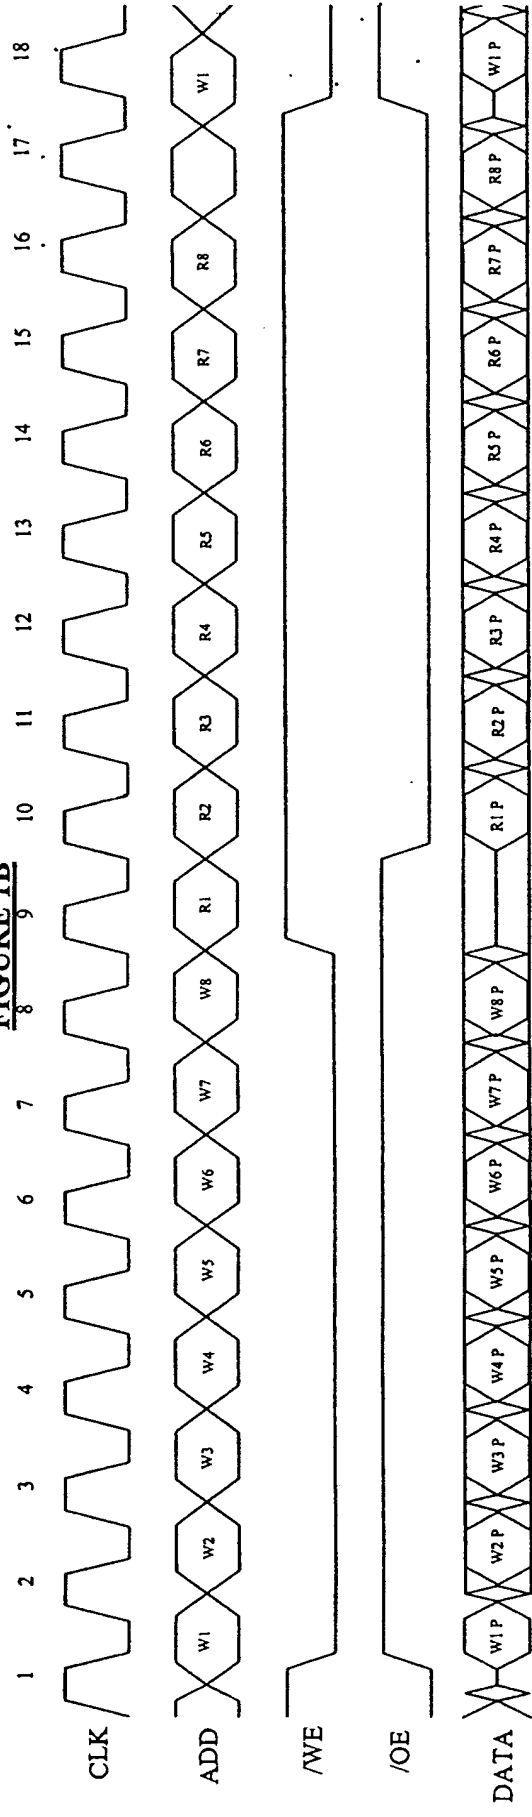 FIGURE 1B
1 2 3 4 5 6 7 8 9 10 11 12 13 14 15 16 17 18
CLK
ADD W1 W2 W3 W4 W5 W6 W7 W8 R1 R2 R3 R4 R5 R6 R7 R8 W1
/WE
/OE
DATA W1 P W2 P W3 P W4 P W5 P W6 P W7 P W8 P R1 P R2 P R3 P R4 P R5 P R6 P R7 P R8 P W1 P